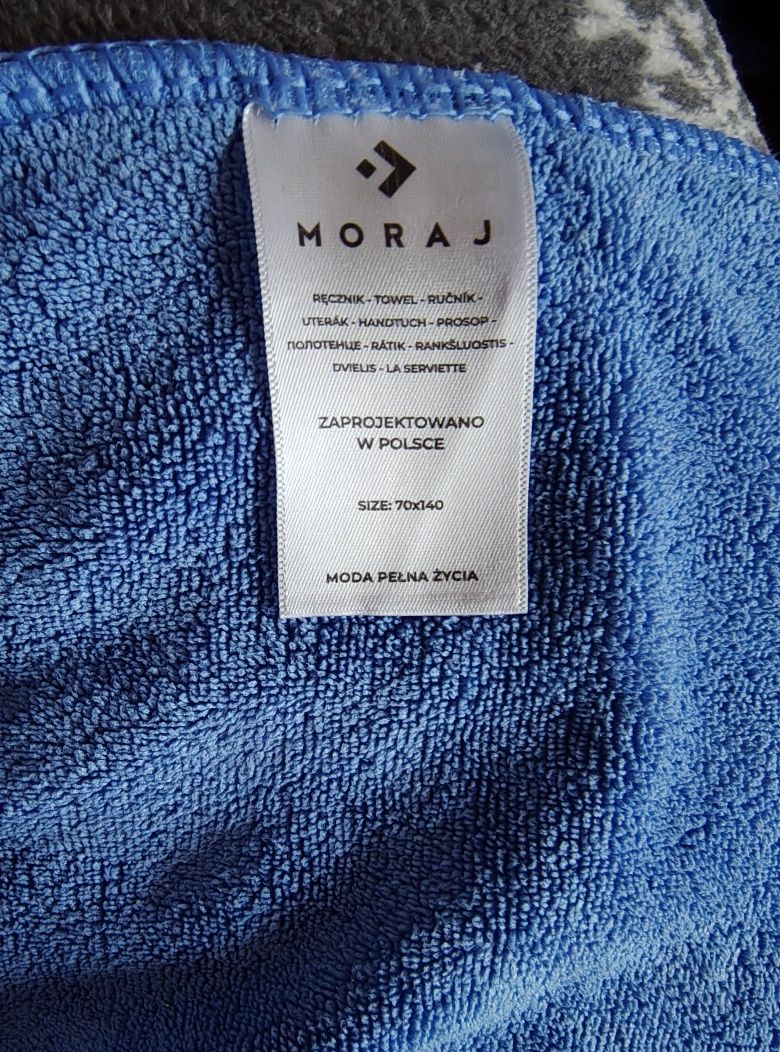 MORAJ
RĘCZNIK - TOWEL - RUČNÍK -
UTERÁK - HANDTUCH - PROSOP -
ПОЛОТЕНЦЕ - RÄTIK - RANKŠLUOSTIS -
DVIELIS - LA SERVIETTE
ZAPROJEKTOWANO
W POLSCE
SIZE: 70x140
MODA PEŁNA ŻYCIA